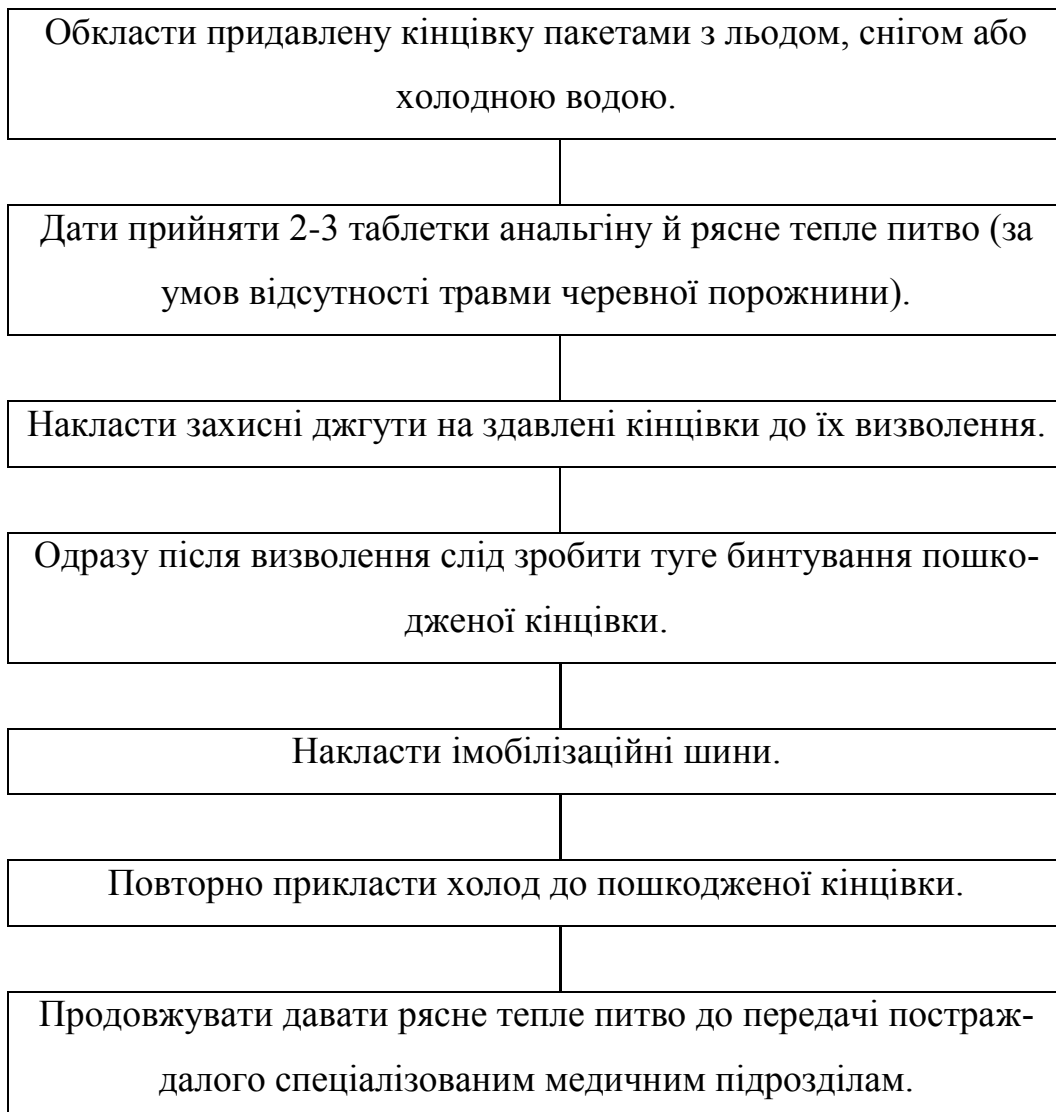 Обкласти придавлену кінцівку пакетами з льодом, снігом або
холодною водою.
Дати прийняти 2-3 таблетки анальгіну й рясне тепле питво (за
умов відсутності травми черевної порожнини).
Накласти захисні джгути на здавлені кінцівки до їх визволення.
Одразу після визволення слід зробити туге бинтування пошко-
дженої кінцівки.
Накласти імобілізаційні шини.
Повторно прикласти холод до пошкодженої кінцівки.
Продовжувати давати рясне тепле питво до передачі постраж-
далого спеціалізованим медичним підрозділам.